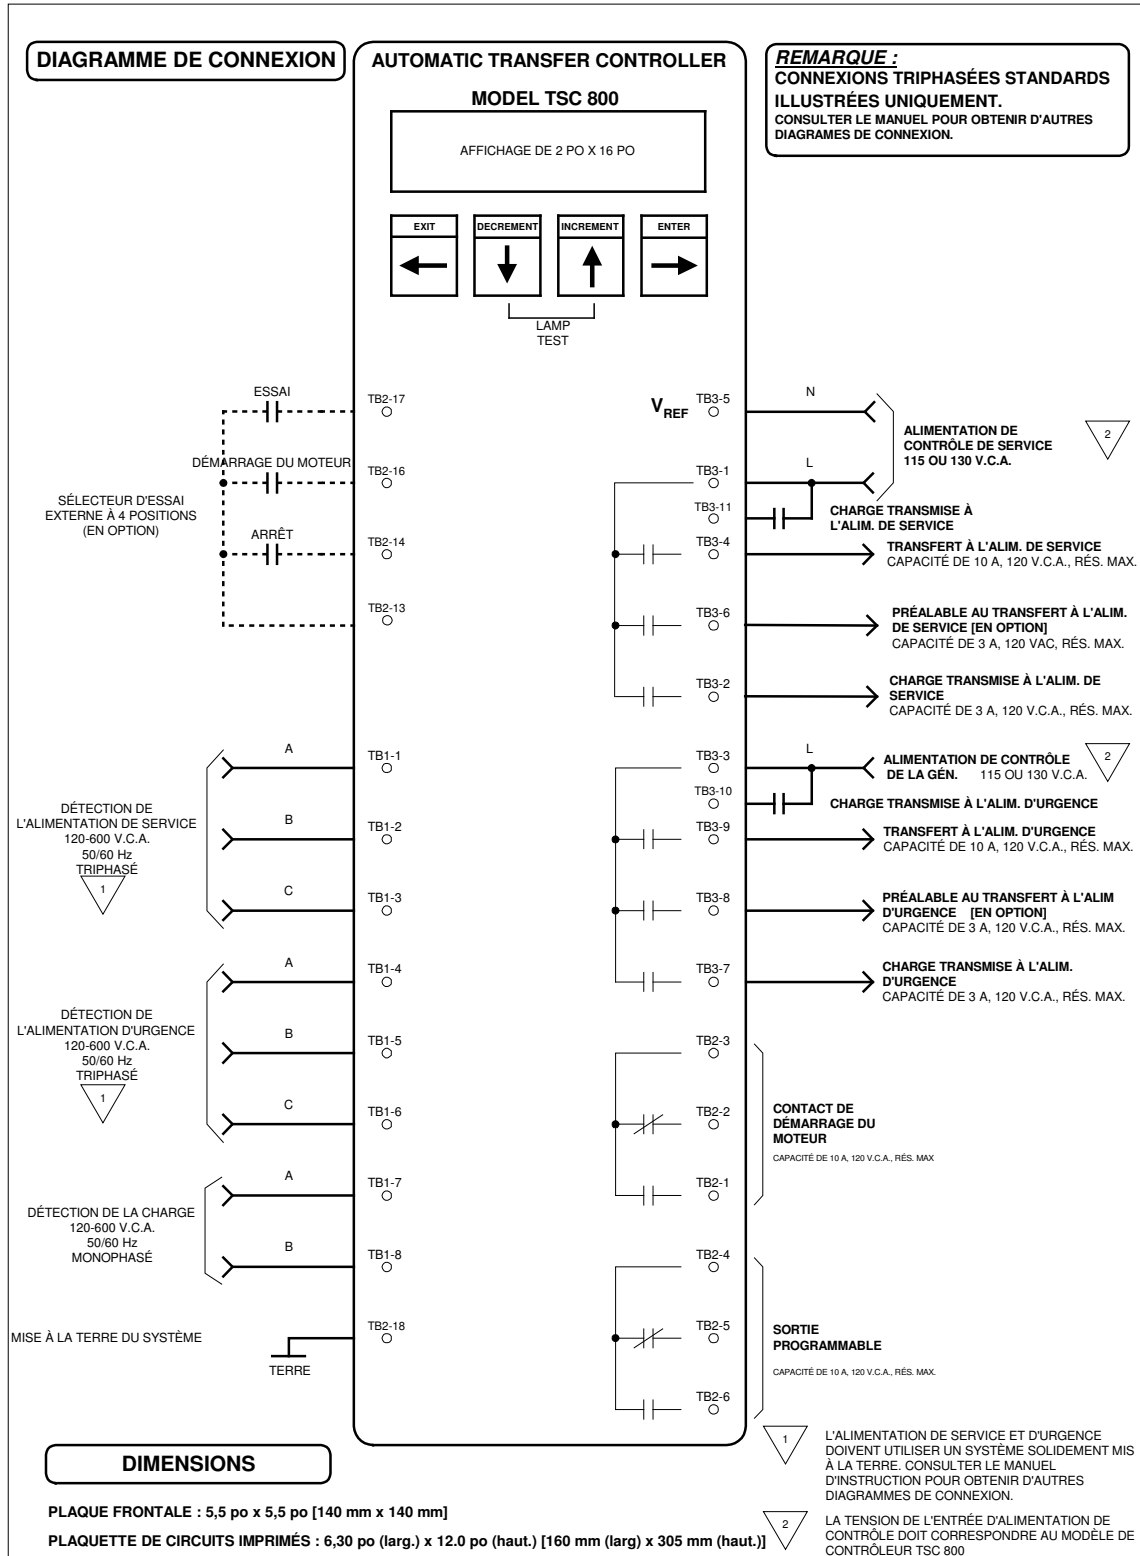 DIAGRAMME DE CONNEXION
AUTOMATIC TRANSFER CONTROLLER
MODEL TSC 800
AFFICHAGE DE 2 PO X 16 PO
REMARQUE :
CONNEXIONS TRIPHASÉES STANDARDS
ILLUSTRÉES UNIQUEMENT.
CONSULTER LE MANUEL POUR OBTENIR D'AUTRES
DIAGRAMES DE CONNEXION.
EXIT
DECREMENT
INCREMENT
ENTER
LAMP
TEST
ESSAI
TB2-17
DÉMARRAGE DU MOTEUR
TB2-16
SÉLECTEUR D'ESSAI
EXTERNE À 4 POSITIONS
(EN OPTION)
ARRÊT
TB2-14
TB2-13
VREF
TB3-5
N
ALIMENTATION DE
CONTRÔLE DE SERVICE
115 OU 130 V.C.A.
2
TB3-1
L
TB3-11
CHARGE TRANSMISE À
L'ALIM. DE SERVICE
TB3-4
TRANSFERT À L'ALIM. DE SERVICE
CAPACITÉ DE 10 A, 120 V.C.A., RÉS. MAX.
TB3-6
PRÉALABLE AU TRANSFERT À L'ALIM.
DE SERVICE [EN OPTION]
CAPACITÉ DE 3 A, 120 VAC, RÉS. MAX.
TB3-2
CHARGE TRANSMISE À L'ALIM. DE
SERVICE
CAPACITÉ DE 3 A, 120 V.C.A., RÉS. MAX.
A
TB1-1
DÉTECTION DE
L'ALIMENTATION DE SERVICE
120-600 V.C.A.
50/60 Hz
TRIPHASÉ
1
B
TB1-2
C
TB1-3
TB3-3
L
ALIMENTATION DE CONTRÔLE
DE LA GÉN. 115 OU 130 V.C.A.
2
TB3-10
CHARGE TRANSMISE À L'ALIM. D'URGENCE
TB3-9
TRANSFERT À L'ALIM. D'URGENCE
CAPACITÉ DE 10 A, 120 V.C.A., RÉS. MAX.
TB3-8
PRÉALABLE AU TRANSFERT À L'ALIM
D'URGENCE [EN OPTION]
CAPACITÉ DE 3 A, 120 V.C.A., RÉS. MAX.
TB3-7
CHARGE TRANSMISE À L'ALIM.
D'URGENCE
CAPACITÉ DE 3 A, 120 V.C.A., RÉS. MAX.
A
TB1-4
DÉTECTION DE
L'ALIMENTATION D'URGENCE
120-600 V.C.A.
50/60 Hz
TRIPHASÉ
1
B
TB1-5
C
TB1-6
TB2-3
TB2-2
CONTACT DE
DÉMARRAGE DU
MOTEUR
CAPACITÉ DE 10 A, 120 V.C.A., RÉS. MAX
TB2-1
A
TB1-7
DÉTECTION DE LA CHARGE
120-600 V.C.A.
50/60 Hz
MONOPHASÉ
B
TB1-8
MISE À LA TERRE DU SYSTÈME
TB2-18
TERRE
TB2-4
TB2-5
SORTIE
PROGRAMMABLE
CAPACITÉ DE 10 A, 120 V.C.A., RÉS. MAX.
TB2-6
DIMENSIONS
PLAQUE FRONTALE : 5,5 po x 5,5 po [140 mm x 140 mm]
PLAQUETTE DE CIRCUITS IMPRIMÉS : 6,30 po (larg.) x 12.0 po (haut.) [160 mm (larg) x 305 mm (haut.)]
1
L'ALIMENTATION DE SERVICE ET D'URGENCE
DOIVENT UTILISER UN SYSTÈME SOLIDEMENT MIS
À LA TERRE. CONSULTER LE MANUEL
D'INSTRUCTION POUR OBTENIR D'AUTRES
DIAGRAMMES DE CONNEXION.
2
LA TENSION DE L'ENTRÉE D'ALIMENTATION DE
CONTRÔLE DOIT CORRESPONDRE AU MODÈLE DE
CONTRÔLEUR TSC 800